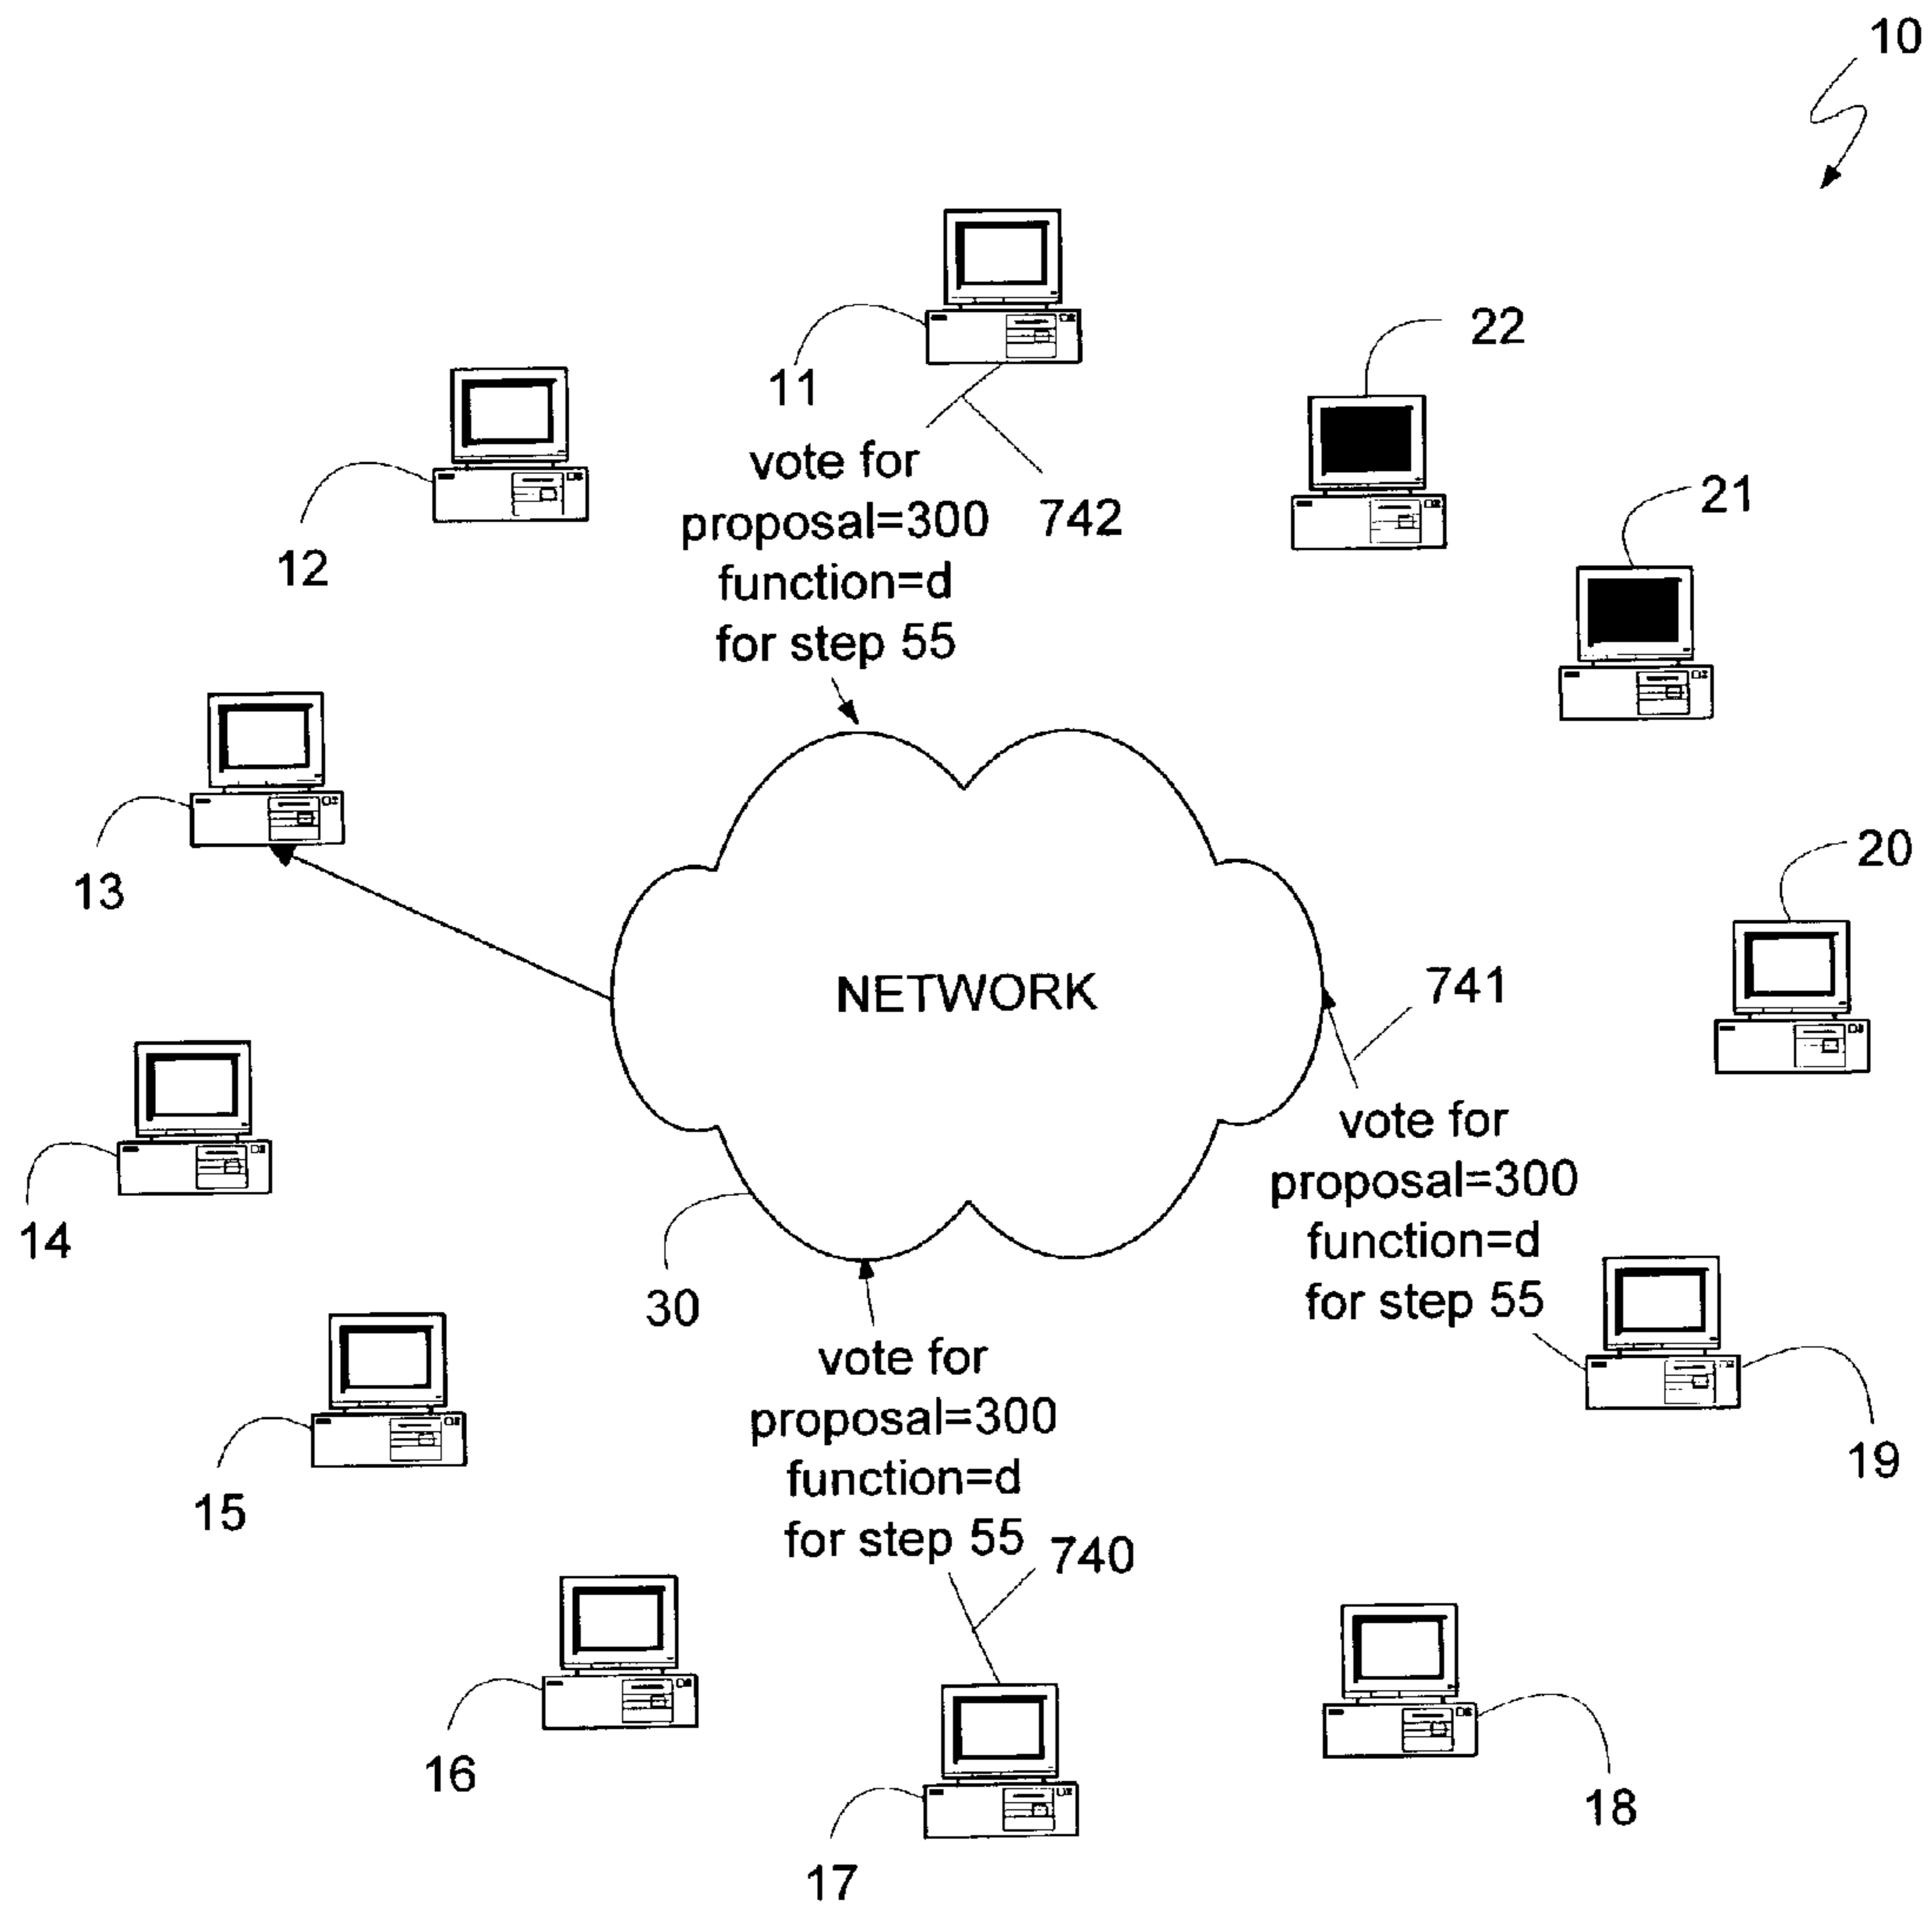 10
11
22
12
vote for
proposal=300
function=d
for step 55
742
21
13
20
NETWORK
741
14
30
vote for
proposal=300
function=d
for step 55
19
vote for
proposal=300
function=d
for step 55
740
15
16
18
17